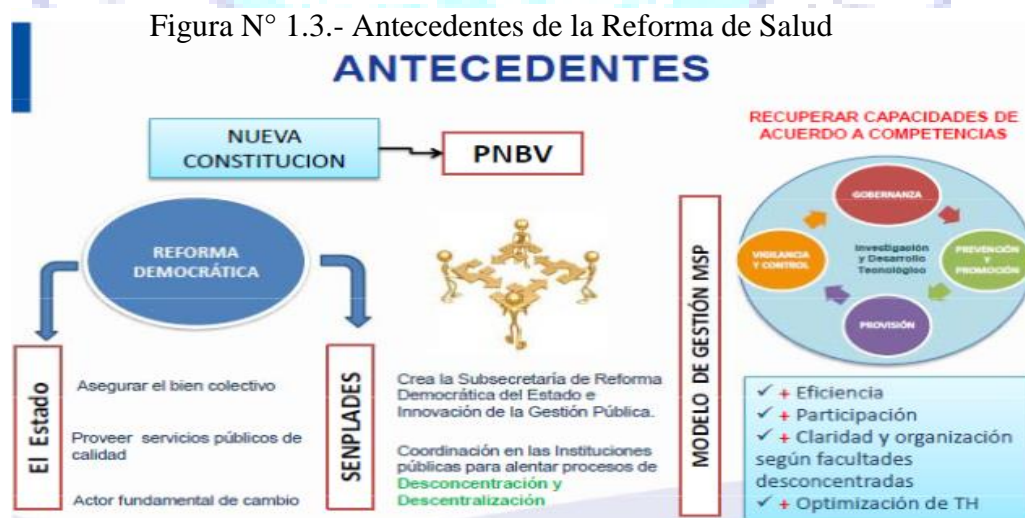 Figura N° 1.3.- Antecedentes de la Reforma de Salud
ANTECEDENTES
NUEVA
CONSTITUCION
PNBV
REFORMA
DEMOCRÁTICA
El Estado
Asegurar el bien colectivo
Proveer servicios públicos de
calidad
Actor fundamental de cambio
SENPLADES
Crea la Subsecretaría de Reforma
Democrática del Estado e
Innovación de la Gestión Pública.
Coordinación en las Instituciones
públicas para alentar procesos de
Desconcentración y
Descentralización
MODELO DE GESTIÓN MSP
RECUPERAR CAPACIDADES DE
ACUERDO A COMPETENCIAS
GOBERNANZA
PREVENCIÓN
Y
PROMOCIÓN
PROVISIÓN
VIGILANCIA
Y CONTROL
Investigación
y Desarrollo
Tecnológico
✓ + Eficiencia
✓ + Participación
✓ + Claridad y organización
según facultades
desconcentradas
✓ + Optimización de TH